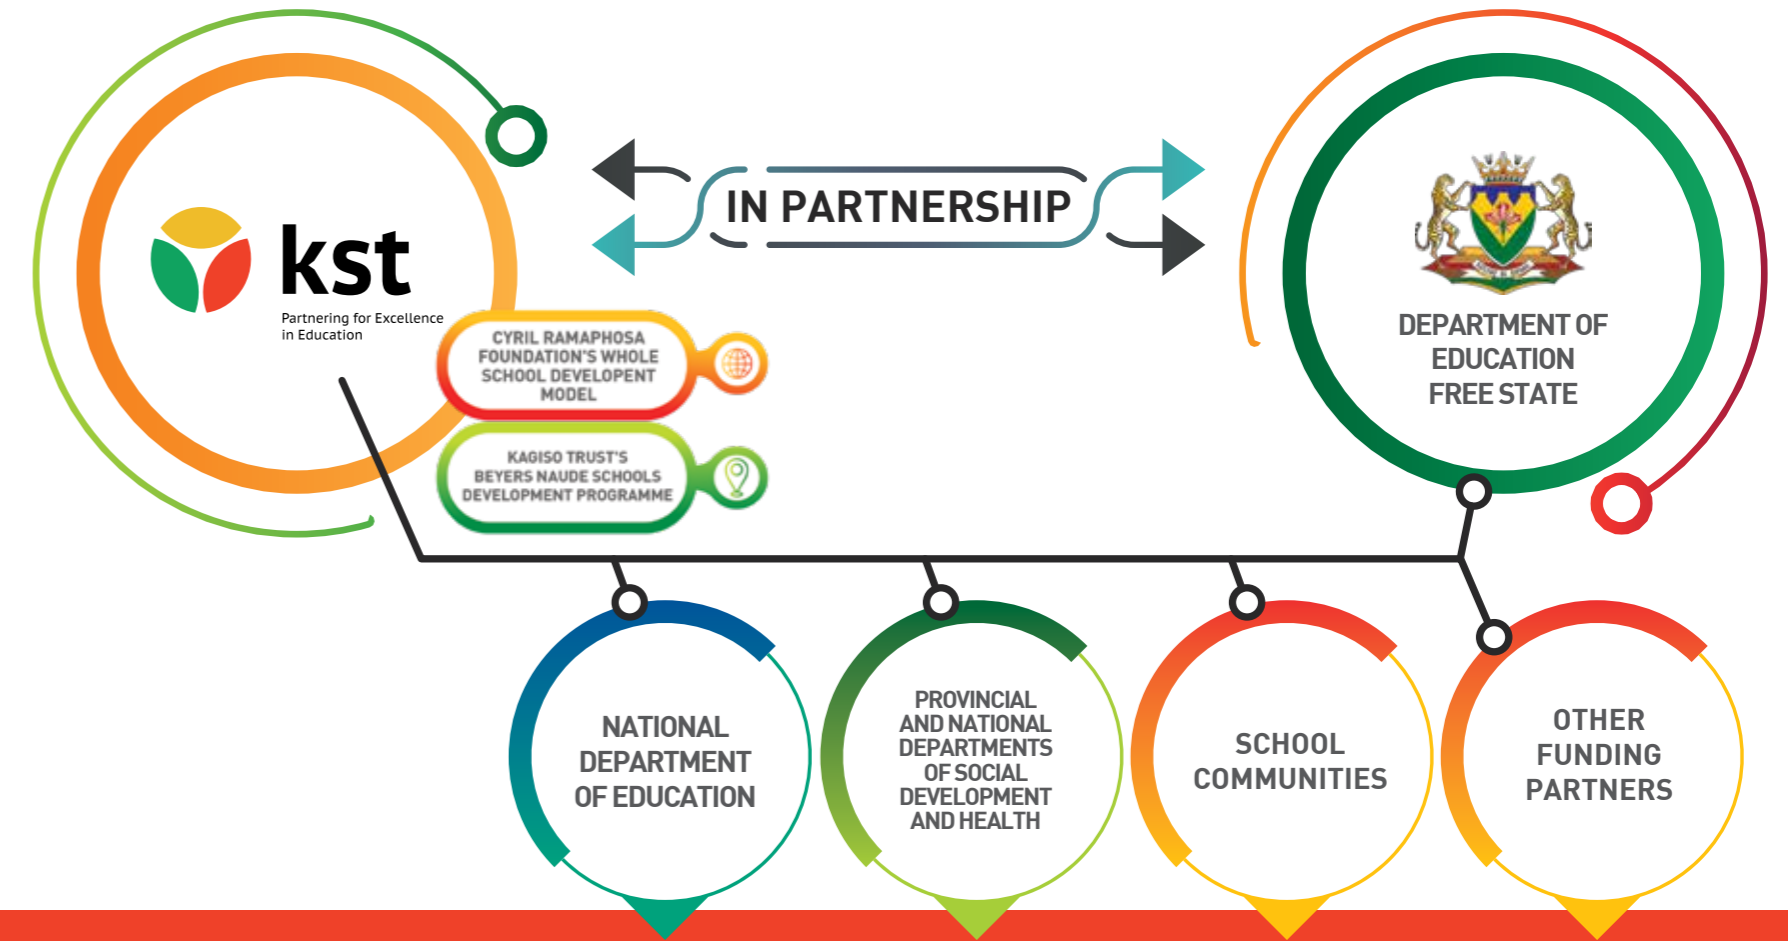 kst
Partnering for Excellence
in Education
CYRIL RAMAPHOSA
FOUNDATION'S WHOLE
SCHOOL DEVELOPENT
MODEL
KAGISO TRUST'S
BEYERS NAUDE SCHOOLS
DEVELOPMENT PROGRAMME
IN PARTNERSHIP
DEPARTMENT OF
EDUCATION
FREE STATE
NATIONAL
DEPARTMENT
OF EDUCATION
PROVINCIAL
AND NATIONAL
DEPARTMENTS
OF SOCIAL
DEVELOPMENT
AND HEALTH
SCHOOL
COMMUNITIES
OTHER
FUNDING
PARTNERS